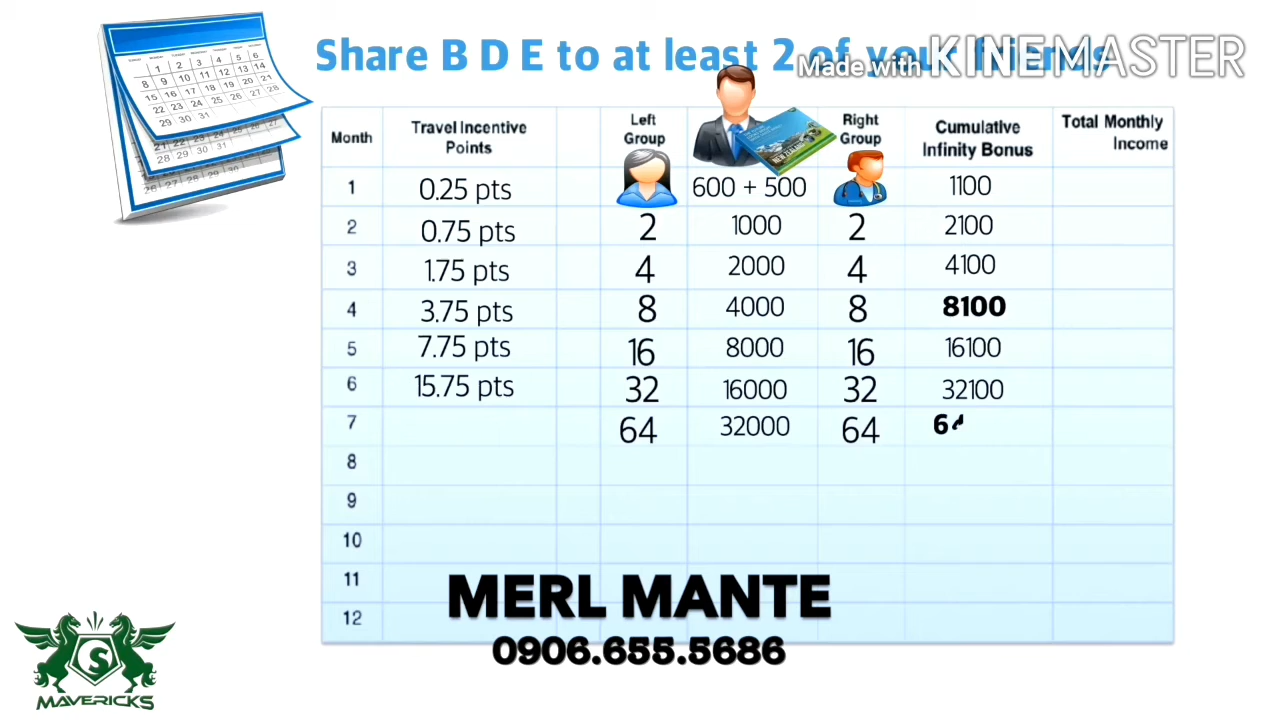 Share B D E to at least 2 of your friends
Made with KINEMASTER
Month Travel Incentive Points Left Group Right Group Cumulative Infinity Bonus Total Monthly Income
1 0.25 pts 600 + 500 1100
2 0.75 pts 2 1000 2 2100
3 1.75 pts 4 2000 4 4100
4 3.75 pts 8 4000 8 8100
5 7.75 pts 16 8000 16 16100
6 15.75 pts 32 16000 32 32100
7 64 32000 64 6
8
9
10
11
12
MERL MANTE
0906.655.5686
S
MAVERICKS